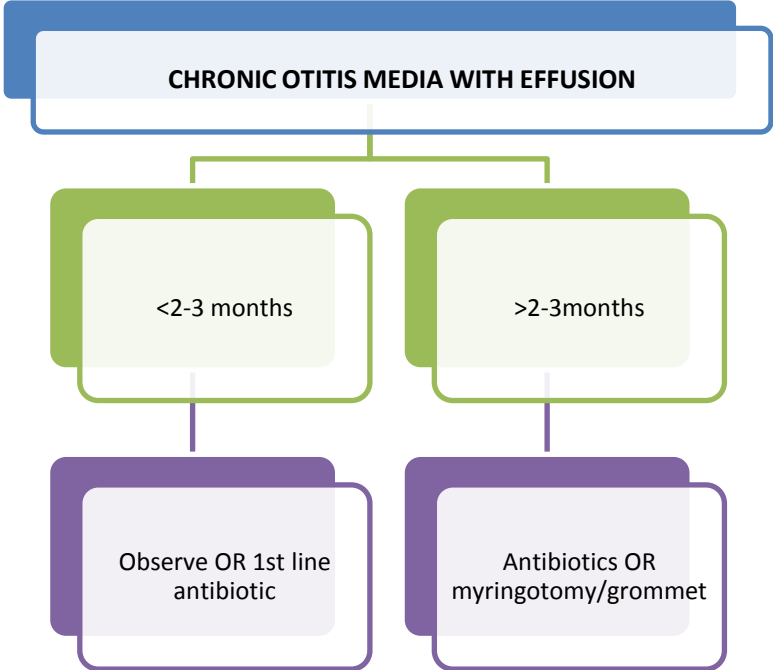 CHRONIC OTITIS MEDIA WITH EFFUSION
<2-3 months
>2-3months
Observe OR 1st line
antibiotic
Antibiotics OR
myringotomy/grommet